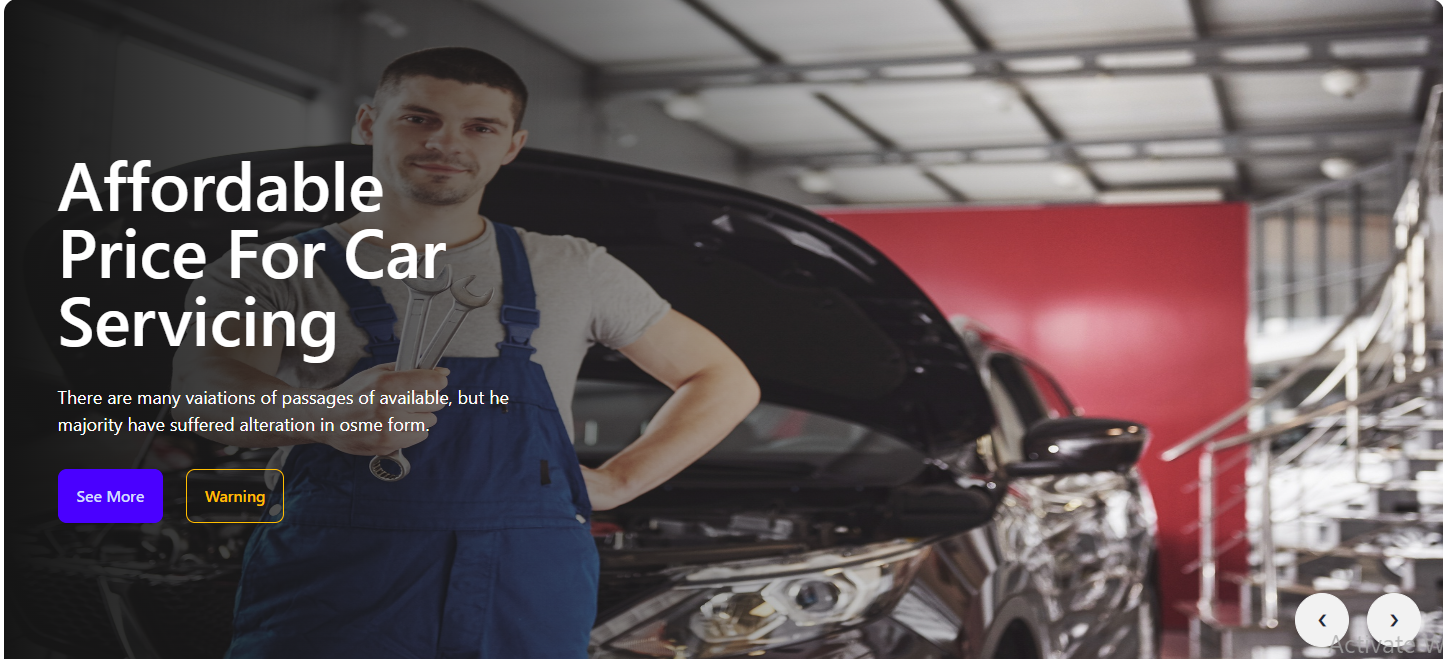 Affordable
Price For Car
Servicing
There are many vaiations of passages of available, but he
majority have suffered alteration in osme form.
See More
Warning
❮ ❯
Activate W